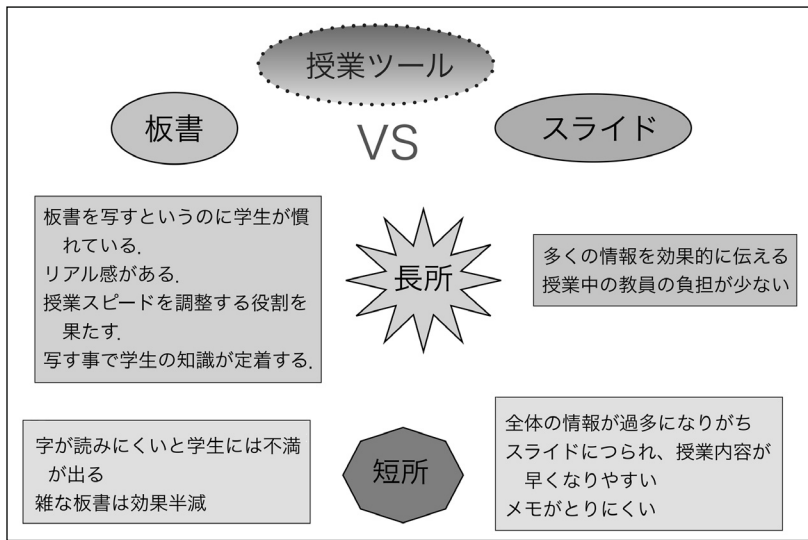 授業ツール
板書
VS
スライド
板書を写すというのに学生が慣
れている.
リアル感がある.
授業スピードを調整する役割を
果たす.
写す事で学生の知識が定着する.
長所
多くの情報を効果的に伝える
授業中の教員の負担が少ない
字が読みにくいと学生には不満
が出る
雑な板書は効果半減
短所
全体の情報が過多になりがち
スライドにつられ、授業内容が
早くなりやすい
メモがとりにくい